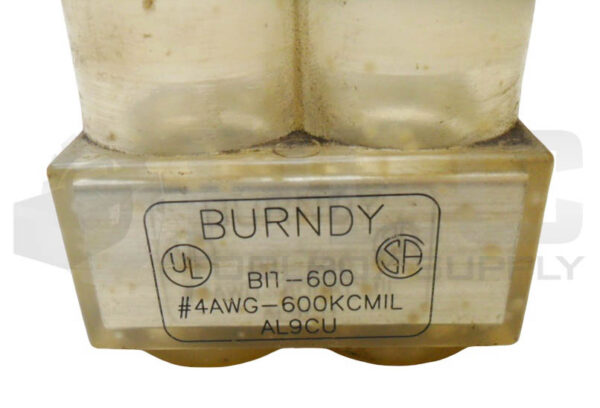 BURNDY
UL
SA
BIT-600
#4AWG-600KCMIL
AL9CU